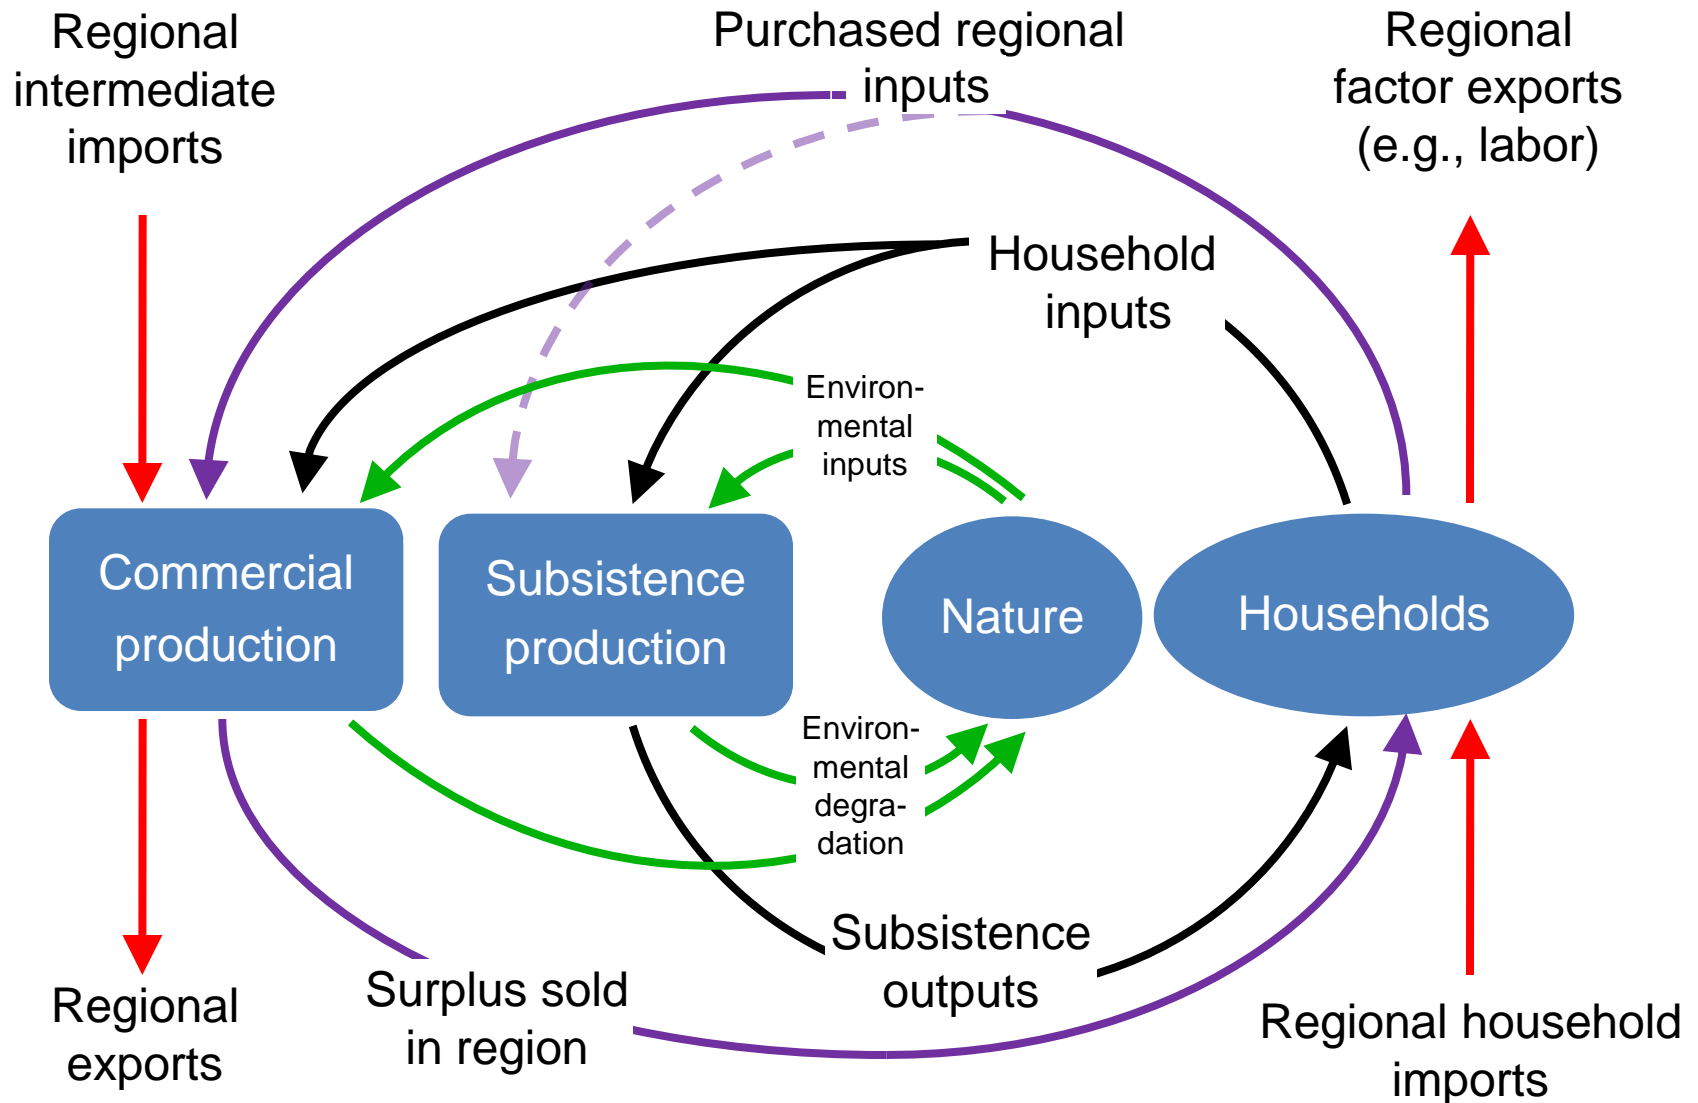 Regional
intermediate
imports
Purchased regional
inputs
Regional
factor exports
(e.g., labor)
Household
inputs
Environ-
mental
inputs
Commercial
production
Subsistence
production
Nature
Households
Environ-
mental
degra-
dation
Subsistence
outputs
Surplus sold
in region
Regional
exports
Regional household
imports